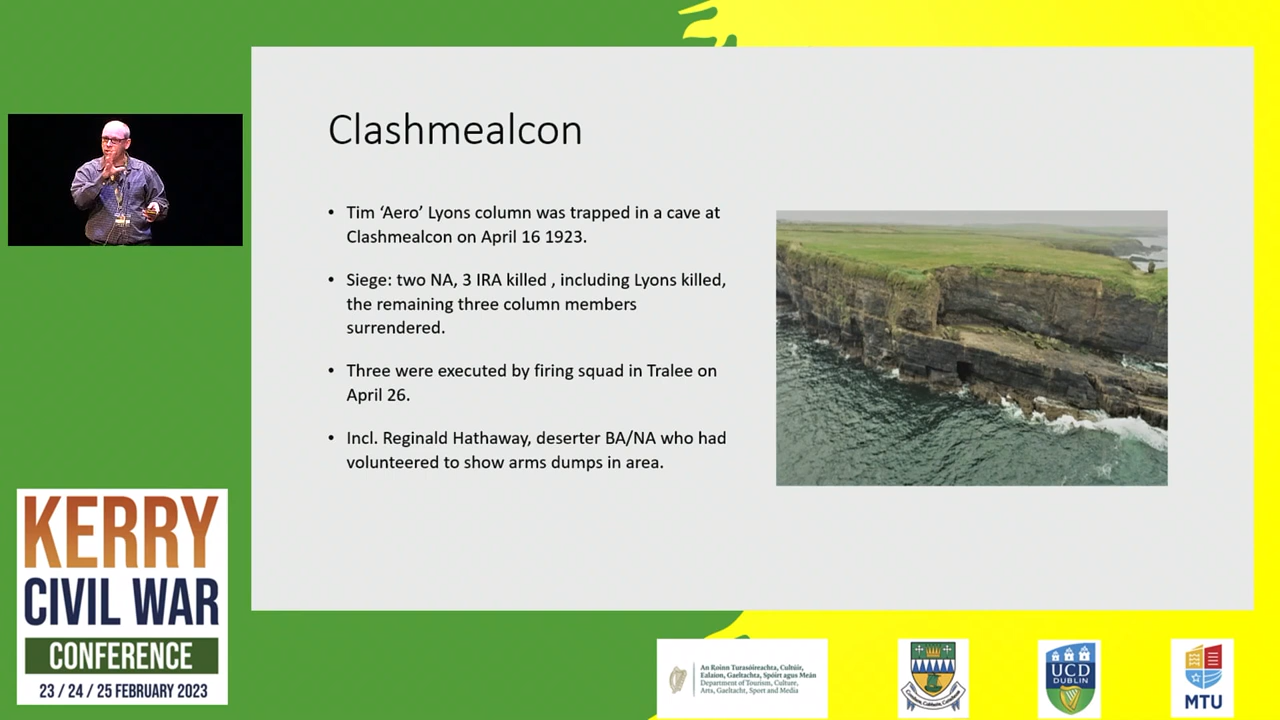 Clashmealcon
• Tim ‘Aero’ Lyons column was trapped in a cave at
Clashmealcon on April 16 1923.
• Siege: two NA, 3 IRA killed , including Lyons killed,
the remaining three column members
surrendered.
• Three were executed by firing squad in Tralee on
April 26.
• Incl. Reginald Hathaway, deserter BA/NA who had
volunteered to show arms dumps in area.
KERRY
CIVIL WAR
CONFERENCE
23 / 24 / 25 FEBRUARY 2023
An Roinn Turasóireachta, Cultúir,
Ealaíon, Gaeltachta, Spóirt agus Meán
Department of Tourism, Culture,
Arts, Gaeltacht, Sport and Media
UCD
DUBLIN
MTU